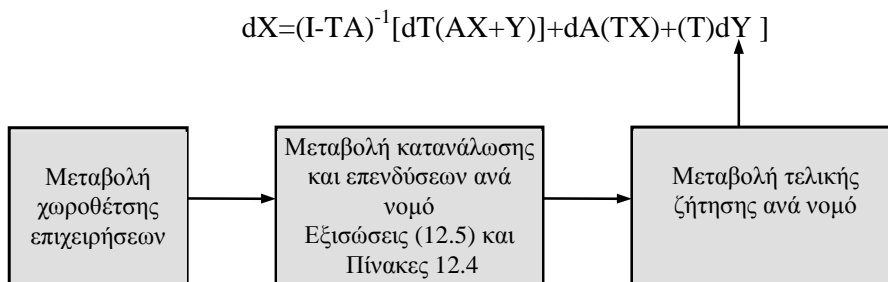 dX=(I-TA)⁻¹[dT(AX+Y)]+dA(TX)+(T)dY ]
Μεταβολή
χωροθέτσης
επιχειρήσεων
Μεταβολή κατανάλωσης
και επενδύσεων ανά
νομό
Εξισώσεις (12.5) και
Πίνακες 12.4
Μεταβολή τελικής
ζήτησης ανά νομό